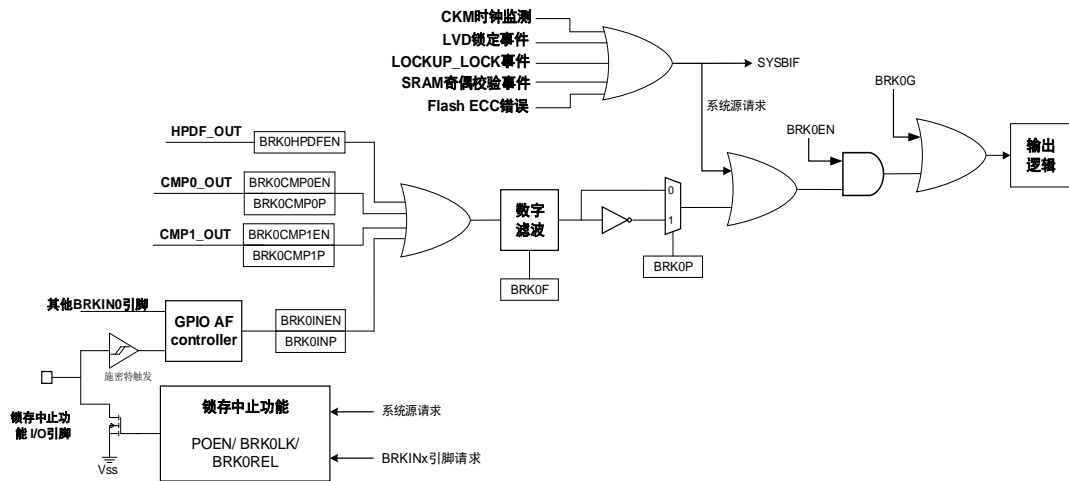 CKM时钟监测
LVD锁定事件
LOCKUP_LOCK事件
SRAM奇偶校验事件
Flash ECC错误
SYSBIF
系统源请求
BRK0G
BRK0EN
输出
逻辑
HPDF_OUT
BRK0HPDFEN
CMP0_OUT
BRK0CMP0EN
BRK0CMP0P
CMP1_OUT
BRK0CMP1EN
BRK0CMP1P
数字
滤波
BRK0F
0
1
BRK0P
其他BRKIN0引脚
GPIO AF
controller
BRK0INEN
BRK0INP
施密特触发
锁存中止功
能 I/O引脚
Vss
锁存中止功能
POEN/ BRK0LK/
BRK0REL
系统源请求
BRKINx引脚请求